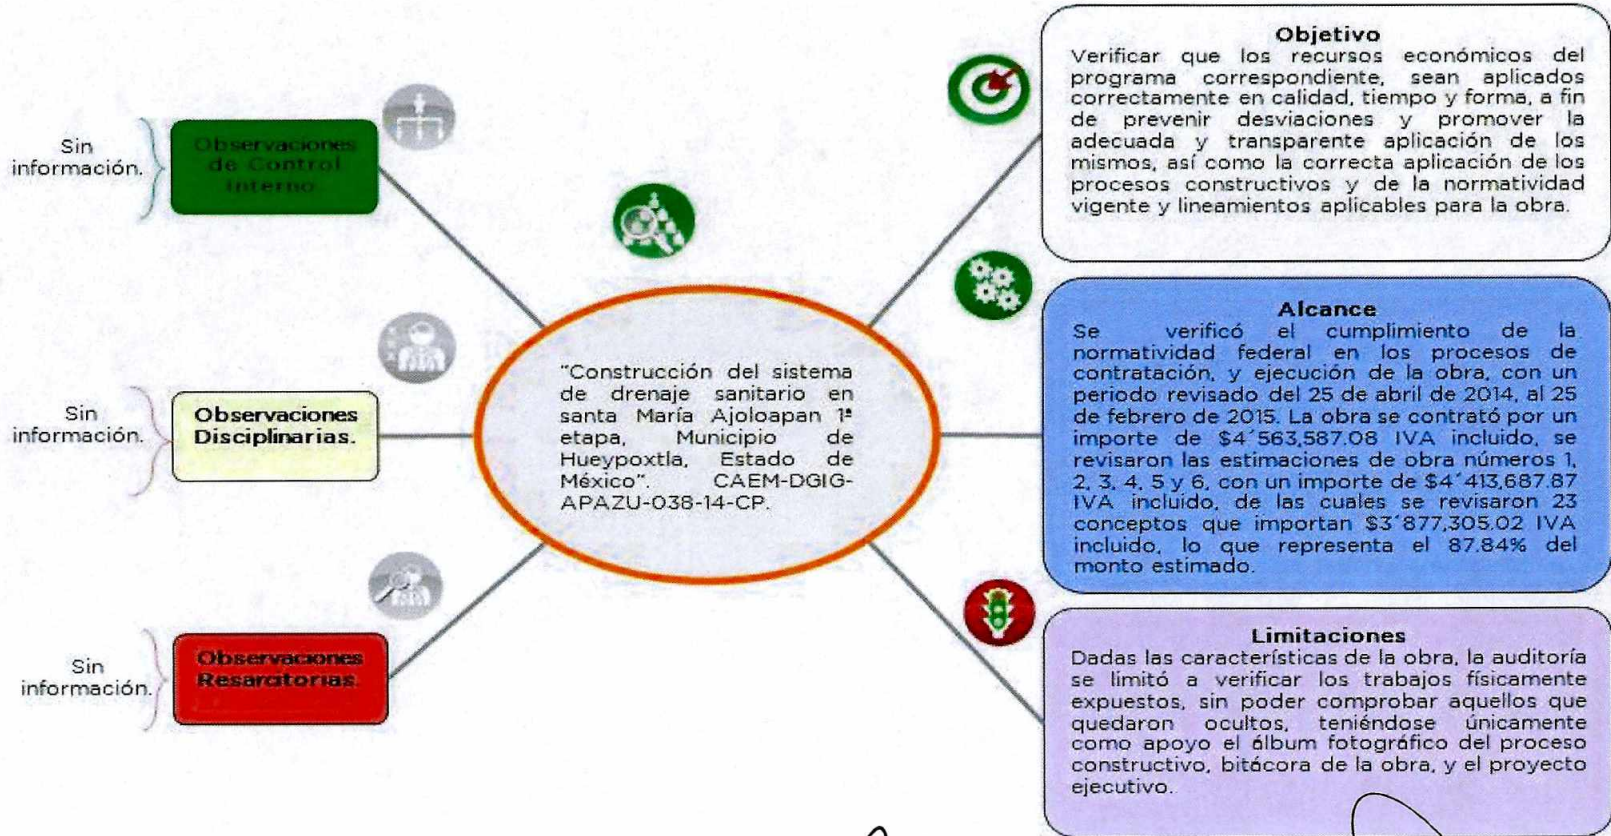 Sin
información.
Observaciones
de Control
Interno.
Sin
información.
Observaciones
Disciplinarias.
Sin
información.
Observaciones
Resarcitorias.
"Construcción del sistema
de drenaje sanitario en
santa María Ajoloapan 1ª
etapa, Municipio de
Hueypoxtla, Estado de
México". CAEM-DGIG-
APAZU-038-14-CP.
Objetivo
Verificar que los recursos económicos del
programa correspondiente, sean aplicados
correctamente en calidad, tiempo y forma, a fin
de prevenir desviaciones y promover la
adecuada y transparente aplicación de los
mismos, así como la correcta aplicación de los
procesos constructivos y de la normatividad
vigente y lineamientos aplicables para la obra.
Alcance
Se verificó el cumplimiento de la
normatividad federal en los procesos de
contratación, y ejecución de la obra, con un
periodo revisado del 25 de abril de 2014, al 25
de febrero de 2015. La obra se contrató por un
importe de $4´563,587.08 IVA incluido, se
revisaron las estimaciones de obra números 1,
2, 3, 4, 5 y 6, con un importe de $4´413,687.87
IVA incluido, de las cuales se revisaron 23
conceptos que importan $3´877,305.02 IVA
incluido, lo que representa el 87.84% del
monto estimado.
Limitaciones
Dadas las características de la obra, la auditoría
se limitó a verificar los trabajos físicamente
expuestos, sin poder comprobar aquellos que
quedaron ocultos, teniéndose únicamente
como apoyo el álbum fotográfico del proceso
constructivo, bitácora de la obra, y el proyecto
ejecutivo.